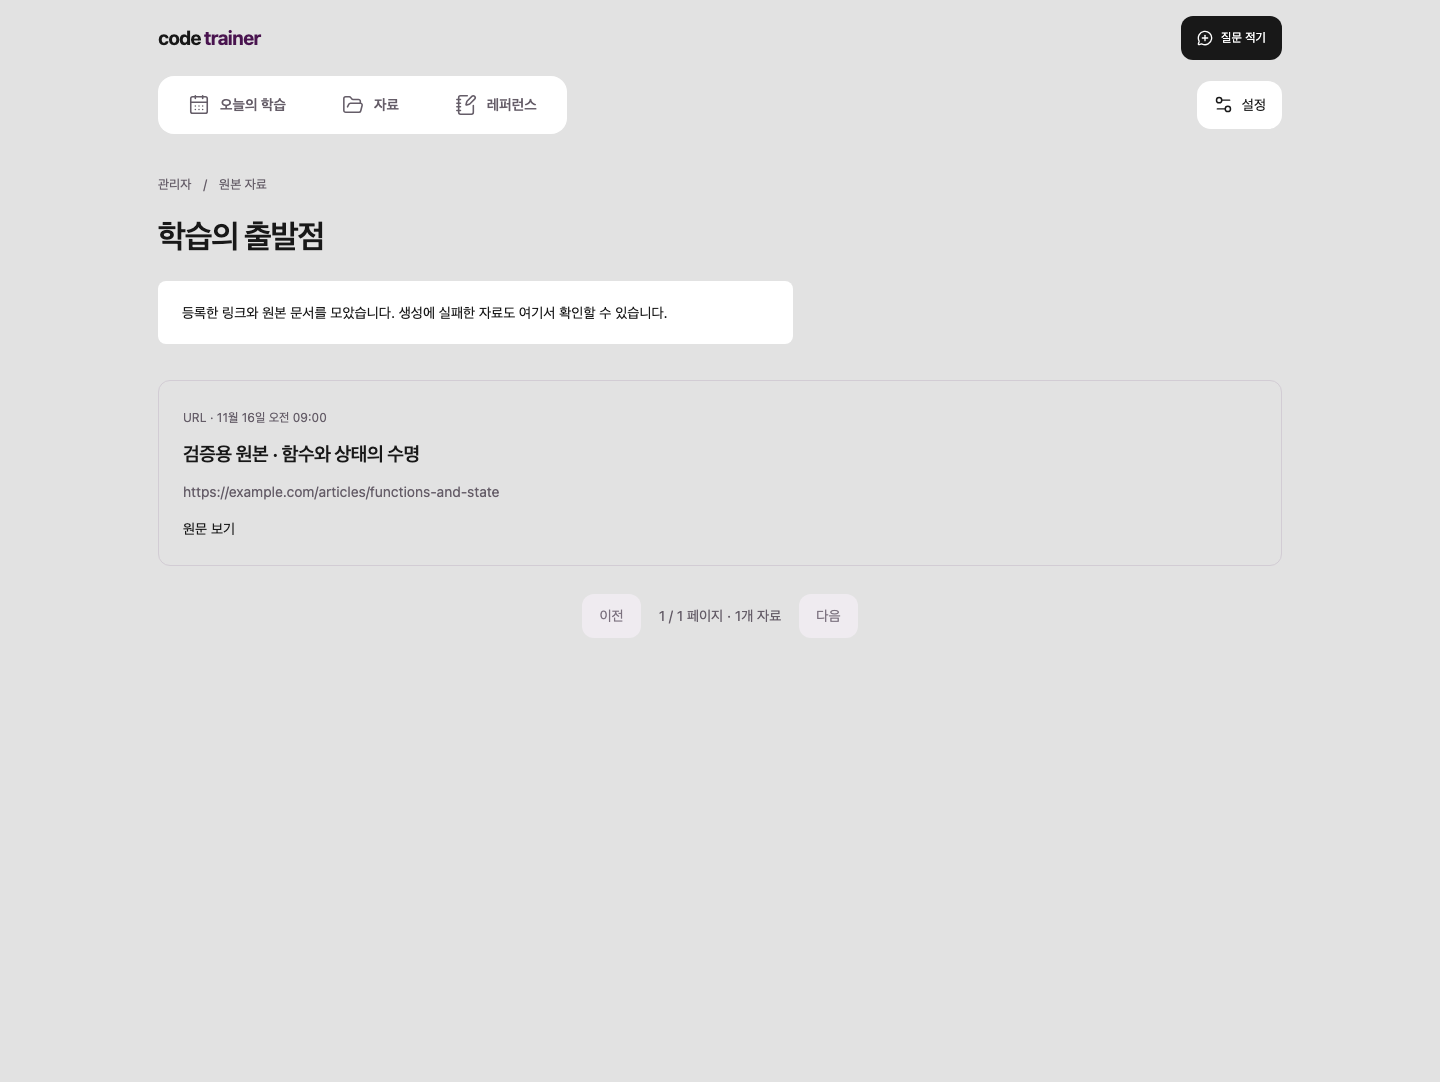 code trainer
질문 적기
오늘의 학습
자료
레퍼런스
설정
관리자 / 원본 자료
학습의 출발점
등록한 링크와 원본 문서를 모았습니다. 생성에 실패한 자료도 여기서 확인할 수 있습니다.
URL · 11월 16일 오전 09:00
검증용 원본 · 함수와 상태의 수명
https://example.com/articles/functions-and-state
원문 보기
이전
1 / 1 페이지 · 1개 자료
다음